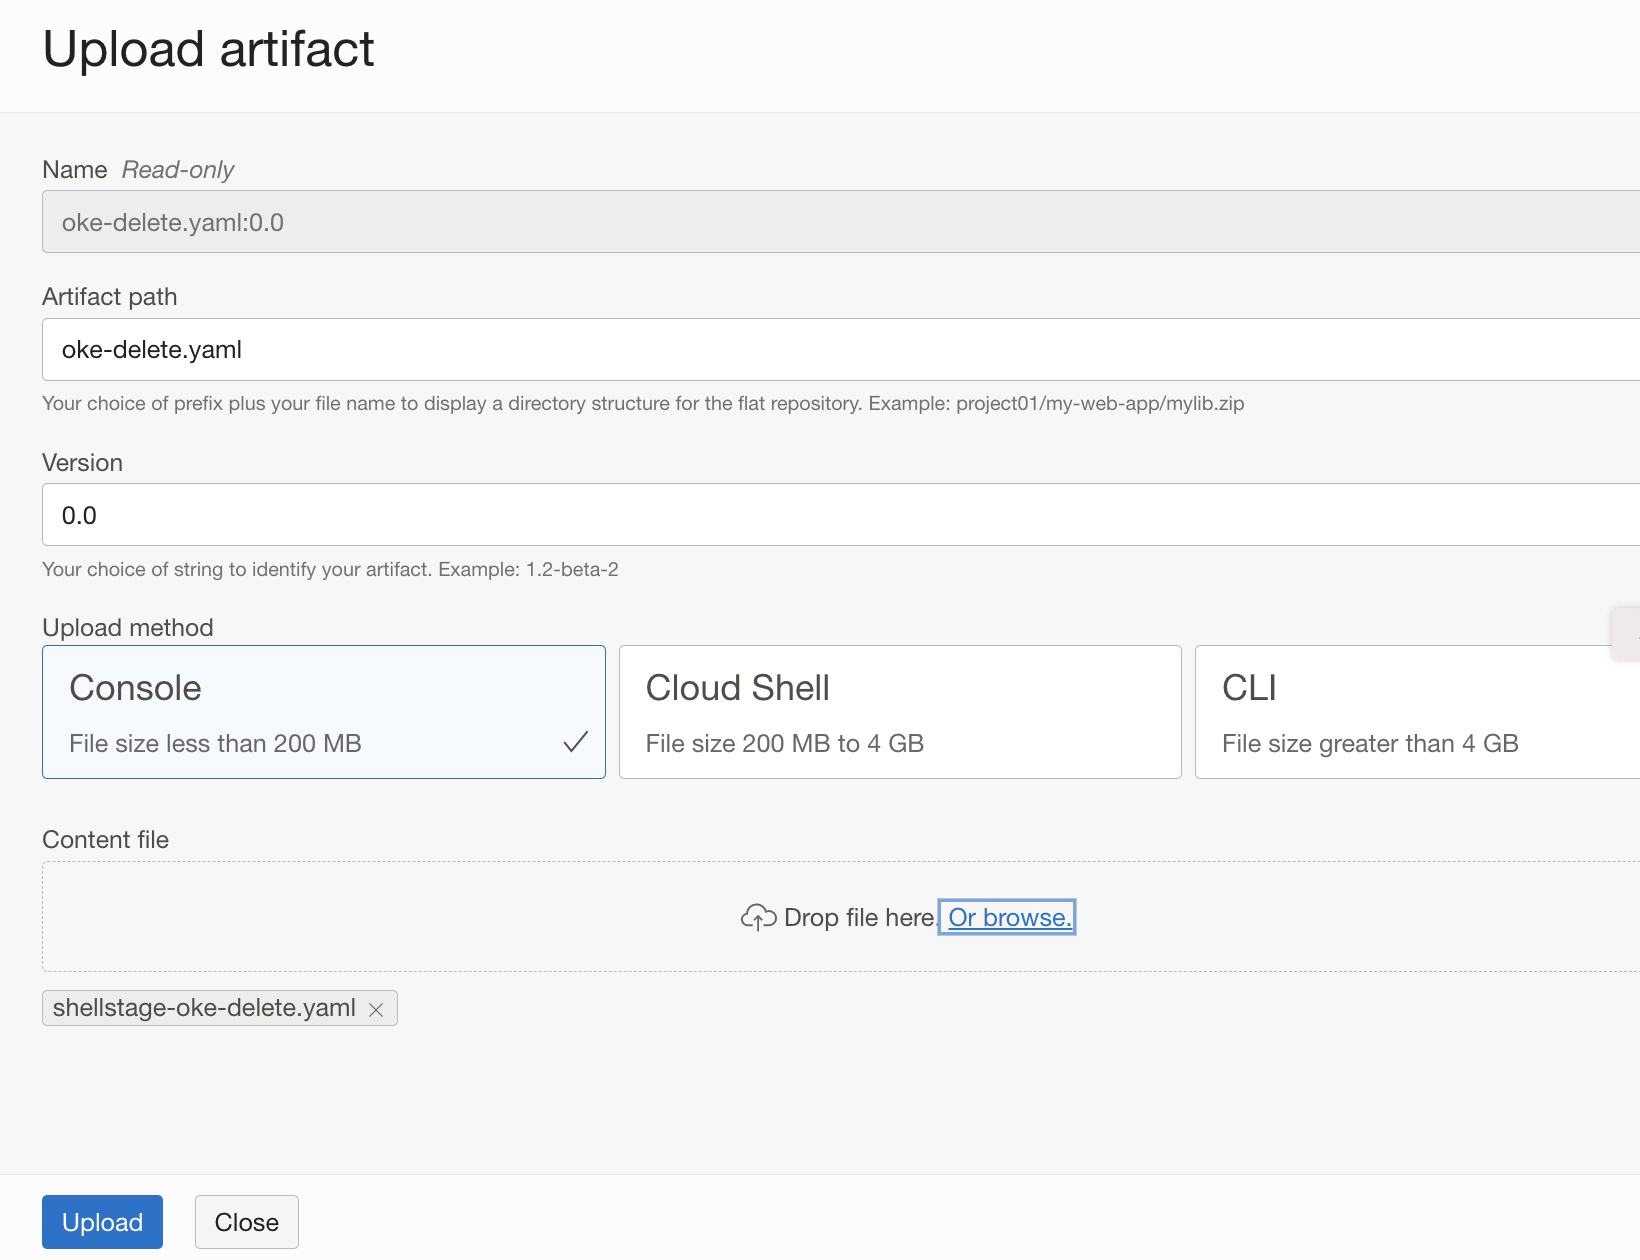 Upload artifact
Name Read-only
oke-delete.yaml:0.0
Artifact path
oke-delete.yaml
Your choice of prefix plus your file name to display a directory structure for the flat repository. Example: project01/my-web-app/mylib.zip
Version
0.0
Your choice of string to identify your artifact. Example: 1.2-beta-2
Upload method
Console Cloud Shell CLI
File size less than 200 MB File size 200 MB to 4 GB File size greater than 4 GB
Content file
Drop file here. Or browse.
shellstage-oke-delete.yaml
Upload Close